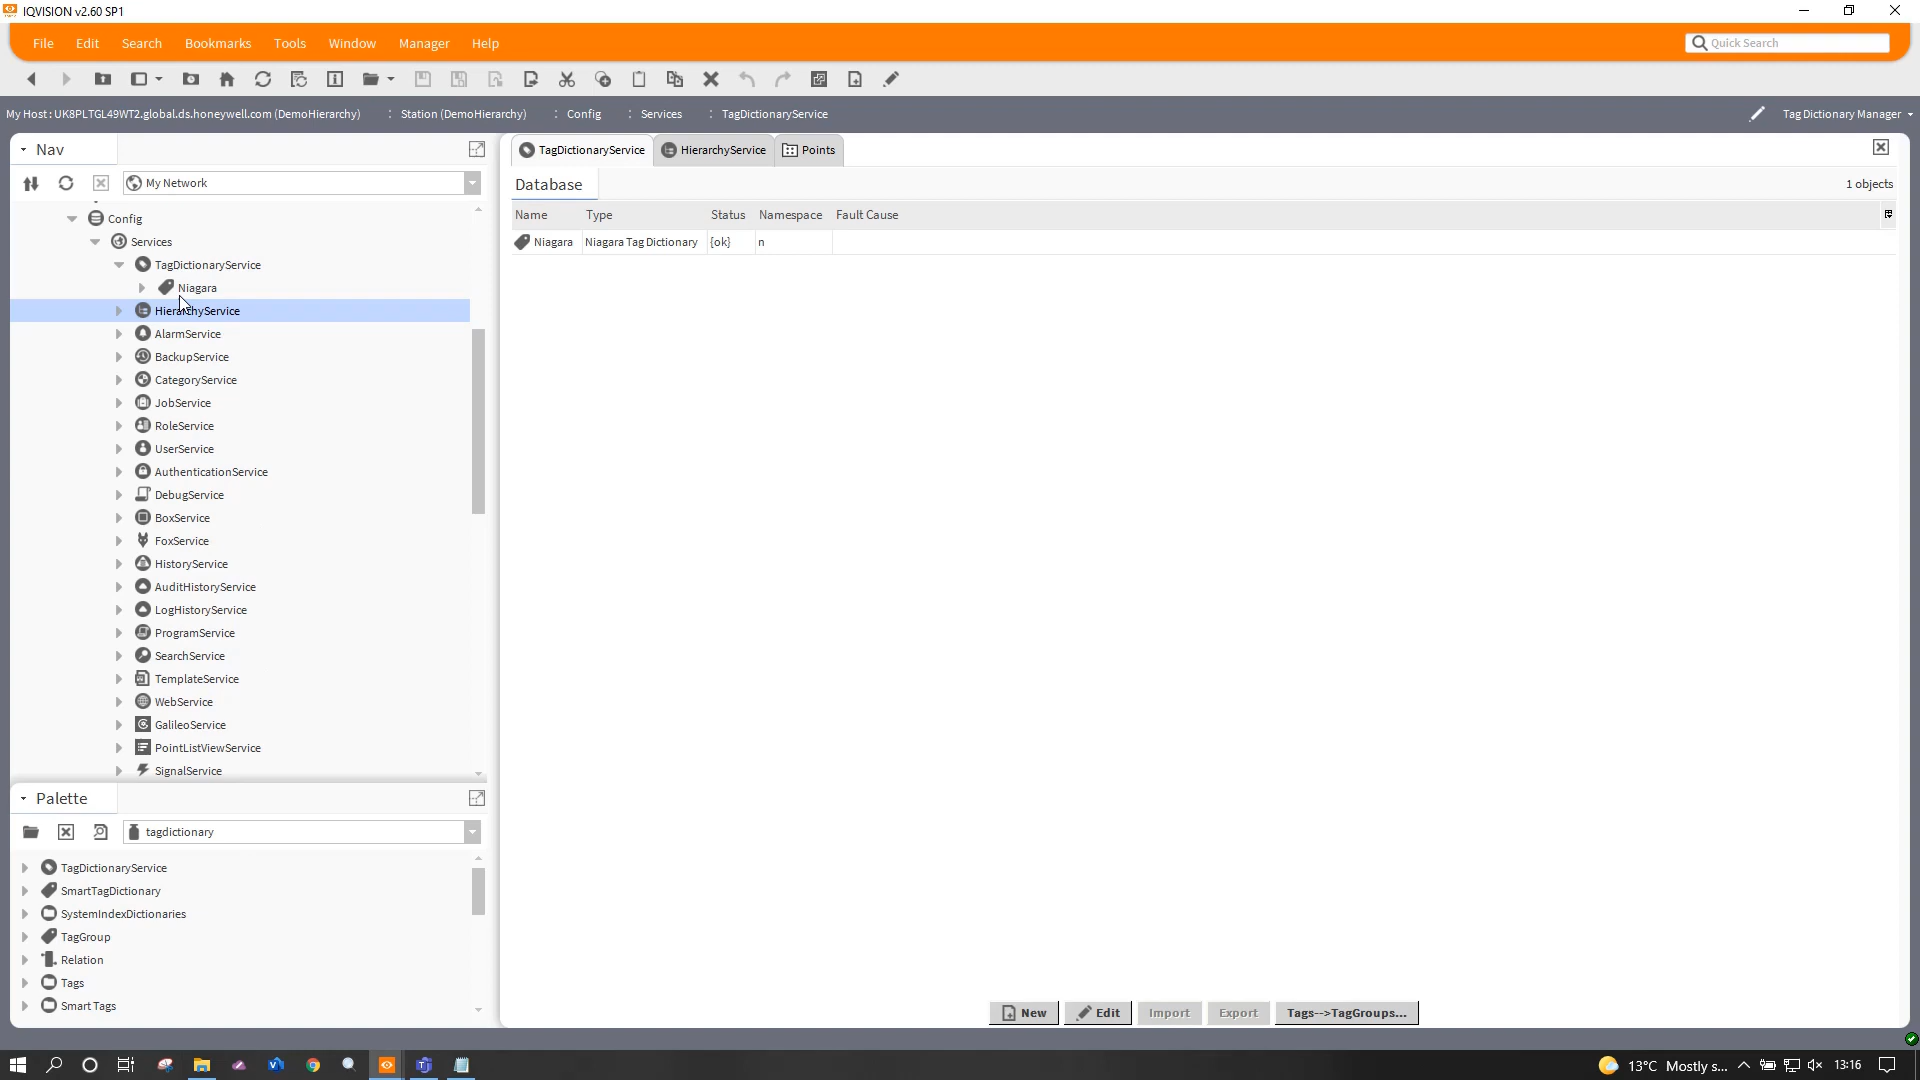 IQVISION v2.60 SP1
File Edit Search Bookmarks Tools Window Manager Help
Quick Search
My Host : UK8PLTGL49WT2.global.ds.honeywell.com (DemoHierarchy) : Station (DemoHierarchy) : Config : Services : TagDictionaryService
Tag Dictionary Manager
Nav
My Network
Config
Services
TagDictionaryService
Niagara
HierarchyService
AlarmService
BackupService
CategoryService
JobService
RoleService
UserService
AuthenticationService
DebugService
BoxService
FoxService
HistoryService
AuditHistoryService
LogHistoryService
ProgramService
SearchService
TemplateService
WebService
GalileoService
PointListViewService
SignalService
Palette
tagdictionary
TagDictionaryService
SmartTagDictionary
SystemIndexDictionaries
TagGroup
Relation
Tags
Smart Tags
TagDictionaryService HierarchyService Points
Database
1 objects
Name Type Status Namespace Fault Cause
Niagara Niagara Tag Dictionary {ok} n
New Edit Import Export Tags-->TagGroups...
13°C Mostly s... 13:16